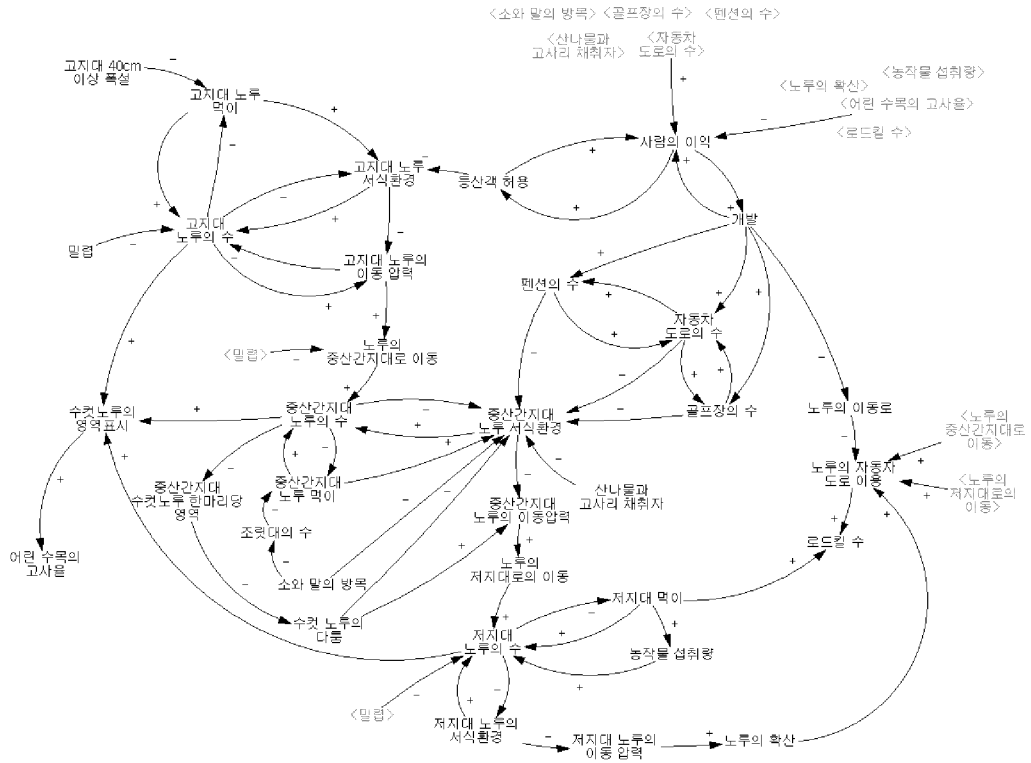 <소와 말의 방목> <골프장의 수> <펜션의 수>
<산나물과
고사리 채취자>
<자동차
도로의 수>
고지대 40cm
이상 폭설
<농작물 섭취량>
<노루의 확산>
고지대 노루
먹이
<어린 수목의 고사율>
<로드킬 수>
사람의 이익
고지대 노루
서식환경
등산객 허용
개발
고지대
노루의 수
밀렵
고지대 노루의
이동 압력
펜션의 수
자동차
도로의 수
<밀렵>
노루의
중산간지대로 이동
수컷노루의
영역표시
중산간지대
노루의 수
중산간지대
노루 서식환경
골프장의 수
노루의 이동로
<노루의
중산간지대로
이동>
노루의 자동차
도로 이용
<노루의
저지대로의
이동>
중산간지대
수컷노루 한마리당
영역
중산간지대
노루 먹이
중산간지대
노루의 이동압력
산나물과
고사리 채취자
조릿대의 수
로드킬 수
어린 수목의
고사율
소와 말의 방목
노루의
저지대로의 이동
수컷 노루의
다툼
저지대 먹이
저지대
노루의 수
농작물 섭취량
<밀렵>
저지대 노루의
서식환경
저지대 노루의
이동 압력
노루의 확산